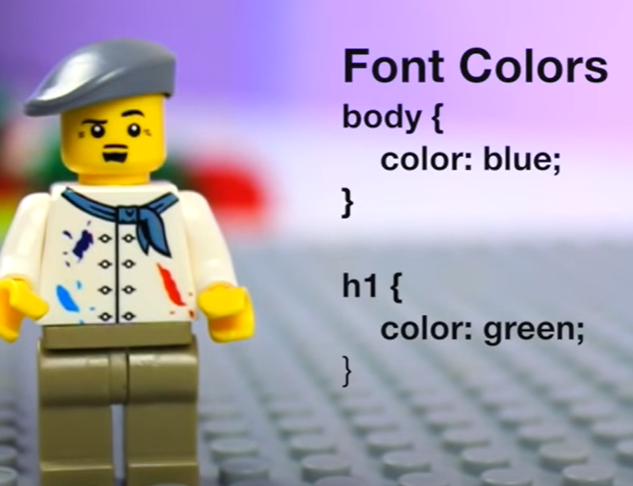 Font Colors
body {
color: blue;
}
h1 {
color: green;
}